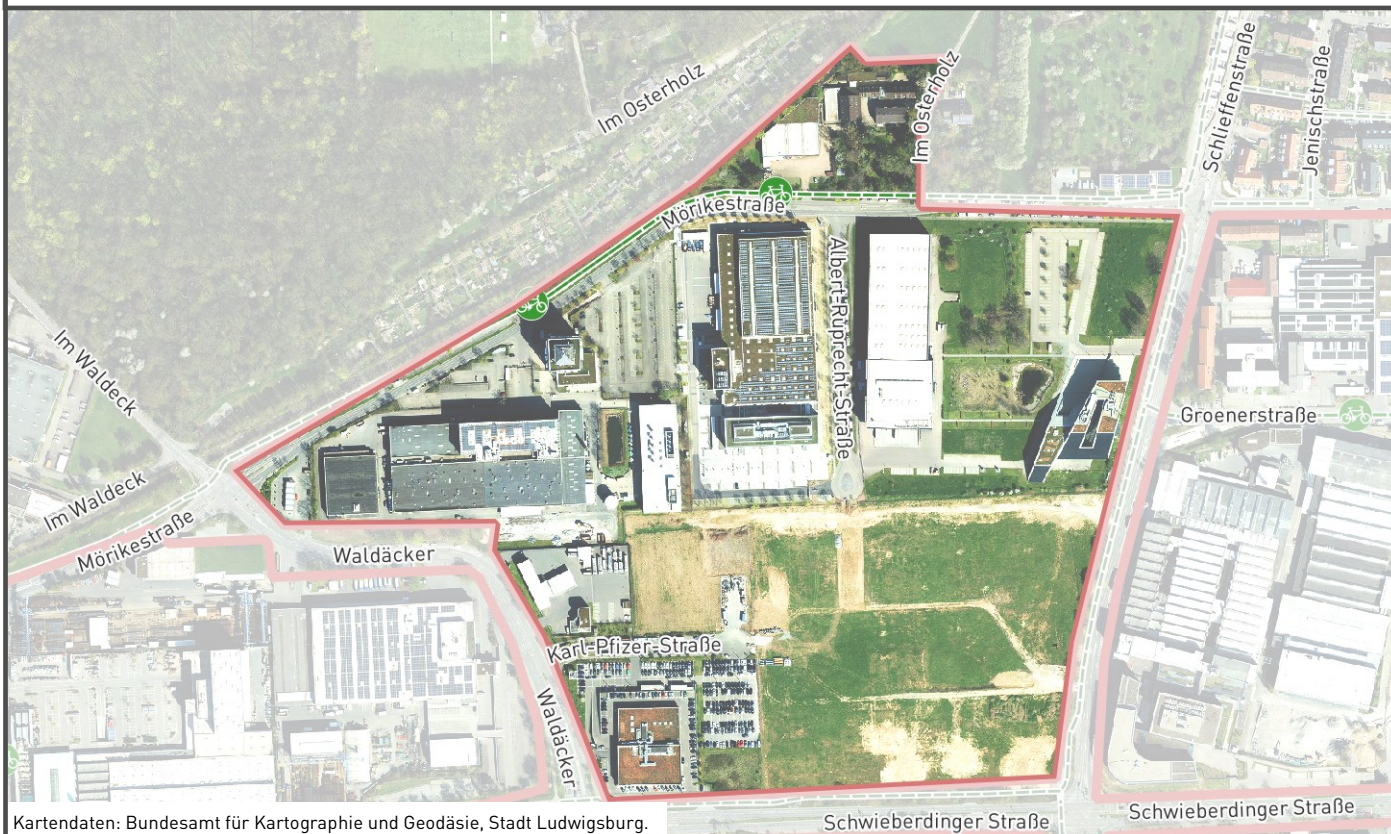 Im Osterholz
Im Osterholz
Schlieffenstraße
Jenischstraße
Mörikestraße
Albert-Ruprecht-Straße
Im Waldeck
Groenerstraße
Im Waldeck
Mörikestraße
Waldäcker
Karl-Pfizer-Straße
Waldäcker
Schwieberdinger Straße
Schwieberdinger Straße
Kartendaten: Bundesamt für Kartographie und Geodäsie, Stadt Ludwigsburg.